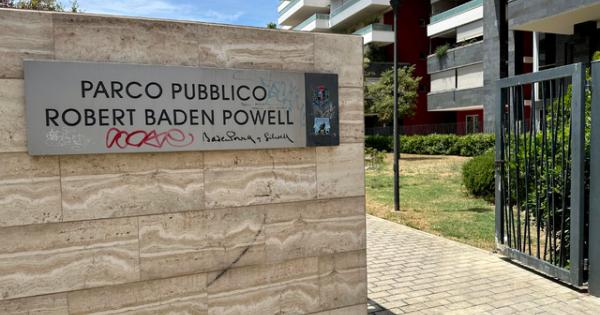 PARCO PUBBLICO
ROBERT BADEN POWELL